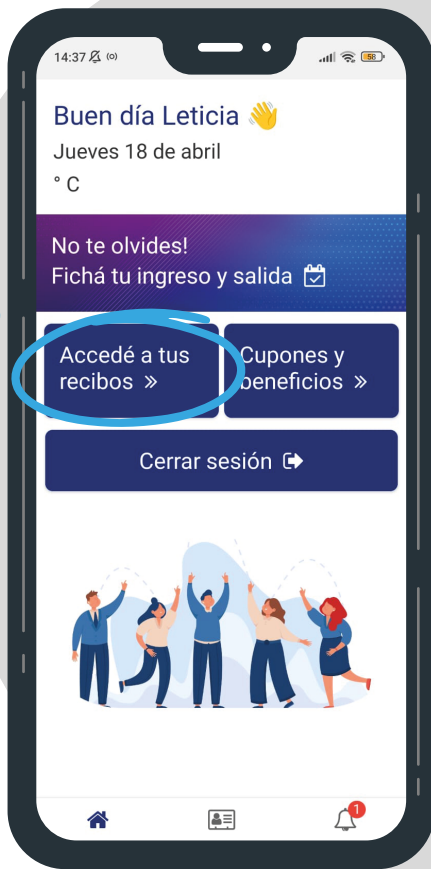 14:37
58
Buen día Leticia 👋
Jueves 18 de abril
° C
No te olvides!
Fichá tu ingreso y salida
Accedé a tus
recibos »
Cupones y
beneficios »
Cerrar sesión
1